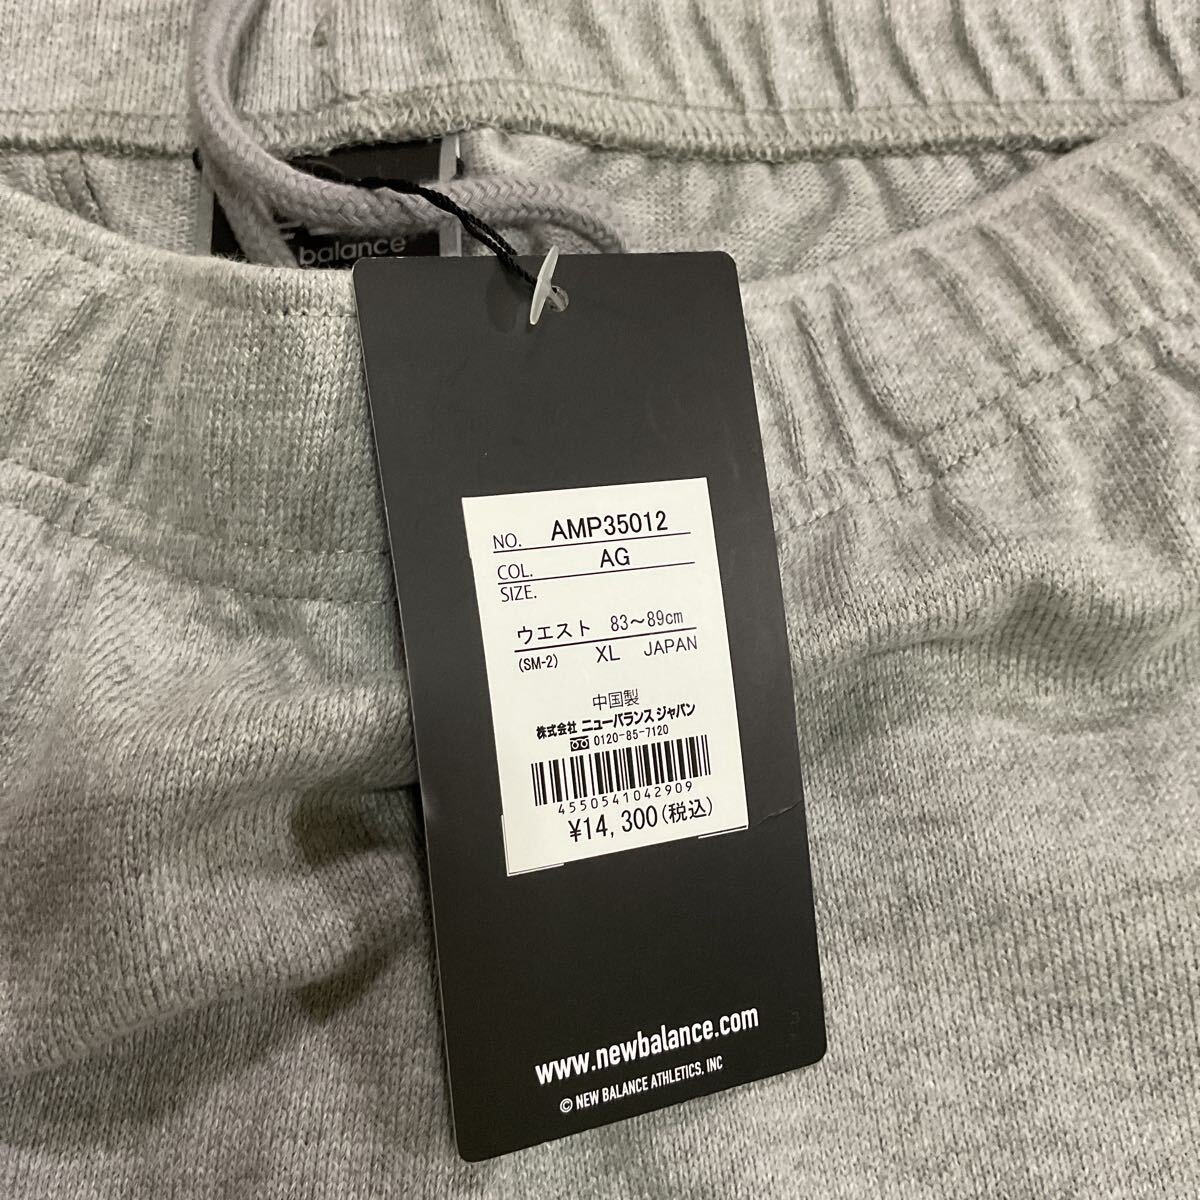 balance
NO. AMP35012
COL. AG
SIZE.
ウエスト 83～89cm
(SM-2) XL JAPAN
中国製
株式会社 ニューバランス ジャパン
0120-85-7120
4550541042909
¥14,300(税込)
www.newbalance.com
© NEW BALANCE ATHLETICS, INC